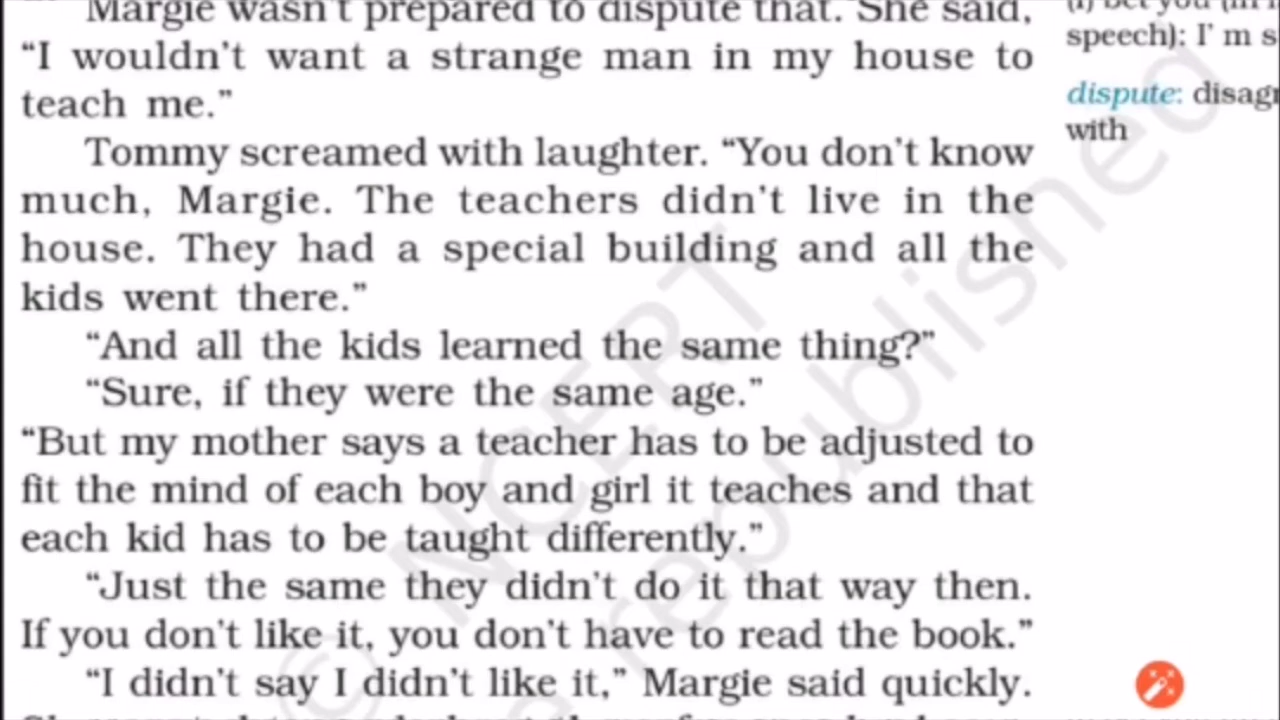 Margie wasn't prepared to dispute that. She said,
“I wouldn't want a strange man in my house to
teach me.”
Tommy screamed with laughter. “You don't know
much, Margie. The teachers didn't live in the
house. They had a special building and all the
kids went there.”
“And all the kids learned the same thing?”
“Sure, if they were the same age.”
“But my mother says a teacher has to be adjusted to
fit the mind of each boy and girl it teaches and that
each kid has to be taught differently.”
“Just the same they didn't do it that way then.
If you don't like it, you don't have to read the book.”
“I didn't say I didn't like it,” Margie said quickly.
speech): I' m s
dispute: disagr
with
© NCERT
republished